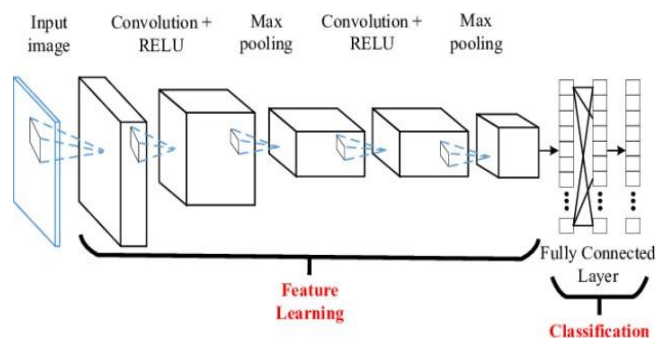 Input
image
Convolution +
RELU
Max
pooling
Convolution +
RELU
Max
pooling
Feature
Learning
Fully Connected
Layer
Classification